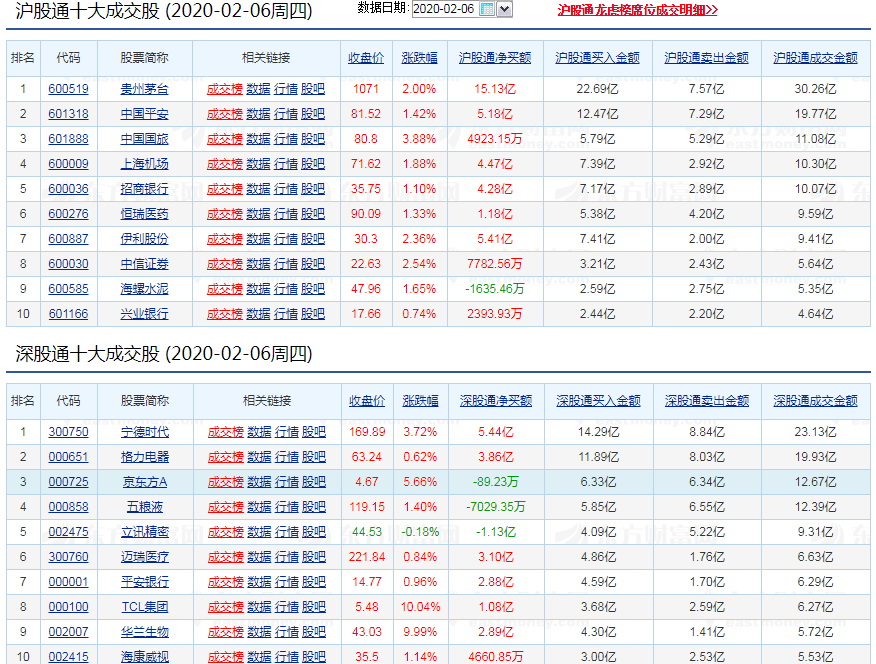 沪股通十大成交股 (2020-02-06周四) 数据日期: 2020-02-06 沪股通龙虎榜席位成交明细>>
排名 代码 股票简称 相关链接 收盘价 涨跌幅 沪股通净买额 沪股通买入金额 沪股通卖出金额 沪股通成交金额
1 600519 贵州茅台 成交榜 数据 行情 股吧 1071 2.00% 15.13亿 22.69亿 7.57亿 30.26亿
2 601318 中国平安 成交榜 数据 行情 股吧 81.52 1.42% 5.18亿 12.47亿 7.29亿 19.77亿
3 601888 中国国旅 成交榜 数据 行情 股吧 80.8 3.88% 4923.15万 5.79亿 5.29亿 11.08亿
4 600009 上海机场 成交榜 数据 行情 股吧 71.62 1.88% 4.47亿 7.39亿 2.92亿 10.30亿
5 600036 招商银行 成交榜 数据 行情 股吧 35.75 1.10% 4.28亿 7.17亿 2.89亿 10.07亿
6 600276 恒瑞医药 成交榜 数据 行情 股吧 90.09 1.33% 1.18亿 5.38亿 4.20亿 9.59亿
7 600887 伊利股份 成交榜 数据 行情 股吧 30.3 2.36% 5.41亿 7.41亿 2.00亿 9.41亿
8 600030 中信证券 成交榜 数据 行情 股吧 22.63 2.54% 7782.56万 3.21亿 2.43亿 5.64亿
9 600585 海螺水泥 成交榜 数据 行情 股吧 47.96 1.65% -1635.46万 2.59亿 2.75亿 5.35亿
10 601166 兴业银行 成交榜 数据 行情 股吧 17.66 0.74% 2393.93万 2.44亿 2.20亿 4.64亿
深股通十大成交股 (2020-02-06周四)
排名 代码 股票简称 相关链接 收盘价 涨跌幅 深股通净买额 深股通买入金额 深股通卖出金额 深股通成交金额
1 300750 宁德时代 成交榜 数据 行情 股吧 169.89 3.72% 5.44亿 14.29亿 8.84亿 23.13亿
2 000651 格力电器 成交榜 数据 行情 股吧 63.24 0.62% 3.86亿 11.89亿 8.03亿 19.93亿
3 000725 京东方A 成交榜 数据 行情 股吧 4.67 5.66% -89.23万 6.33亿 6.34亿 12.67亿
4 000858 五粮液 成交榜 数据 行情 股吧 119.15 1.40% -7029.35万 5.85亿 6.55亿 12.39亿
5 002475 立讯精密 成交榜 数据 行情 股吧 44.53 -0.18% -1.13亿 4.09亿 5.22亿 9.31亿
6 300760 迈瑞医疗 成交榜 数据 行情 股吧 221.84 0.84% 3.10亿 4.86亿 1.76亿 6.63亿
7 000001 平安银行 成交榜 数据 行情 股吧 14.77 0.96% 2.88亿 4.59亿 1.70亿 6.29亿
8 000100 TCL集团 成交榜 数据 行情 股吧 5.48 10.04% 1.08亿 3.68亿 2.59亿 6.27亿
9 002007 华兰生物 成交榜 数据 行情 股吧 43.03 9.99% 2.89亿 4.30亿 1.41亿 5.72亿
10 002415 海康威视 成交榜 数据 行情 股吧 35.5 1.14% 4660.85万 3.00亿 2.53亿 5.53亿